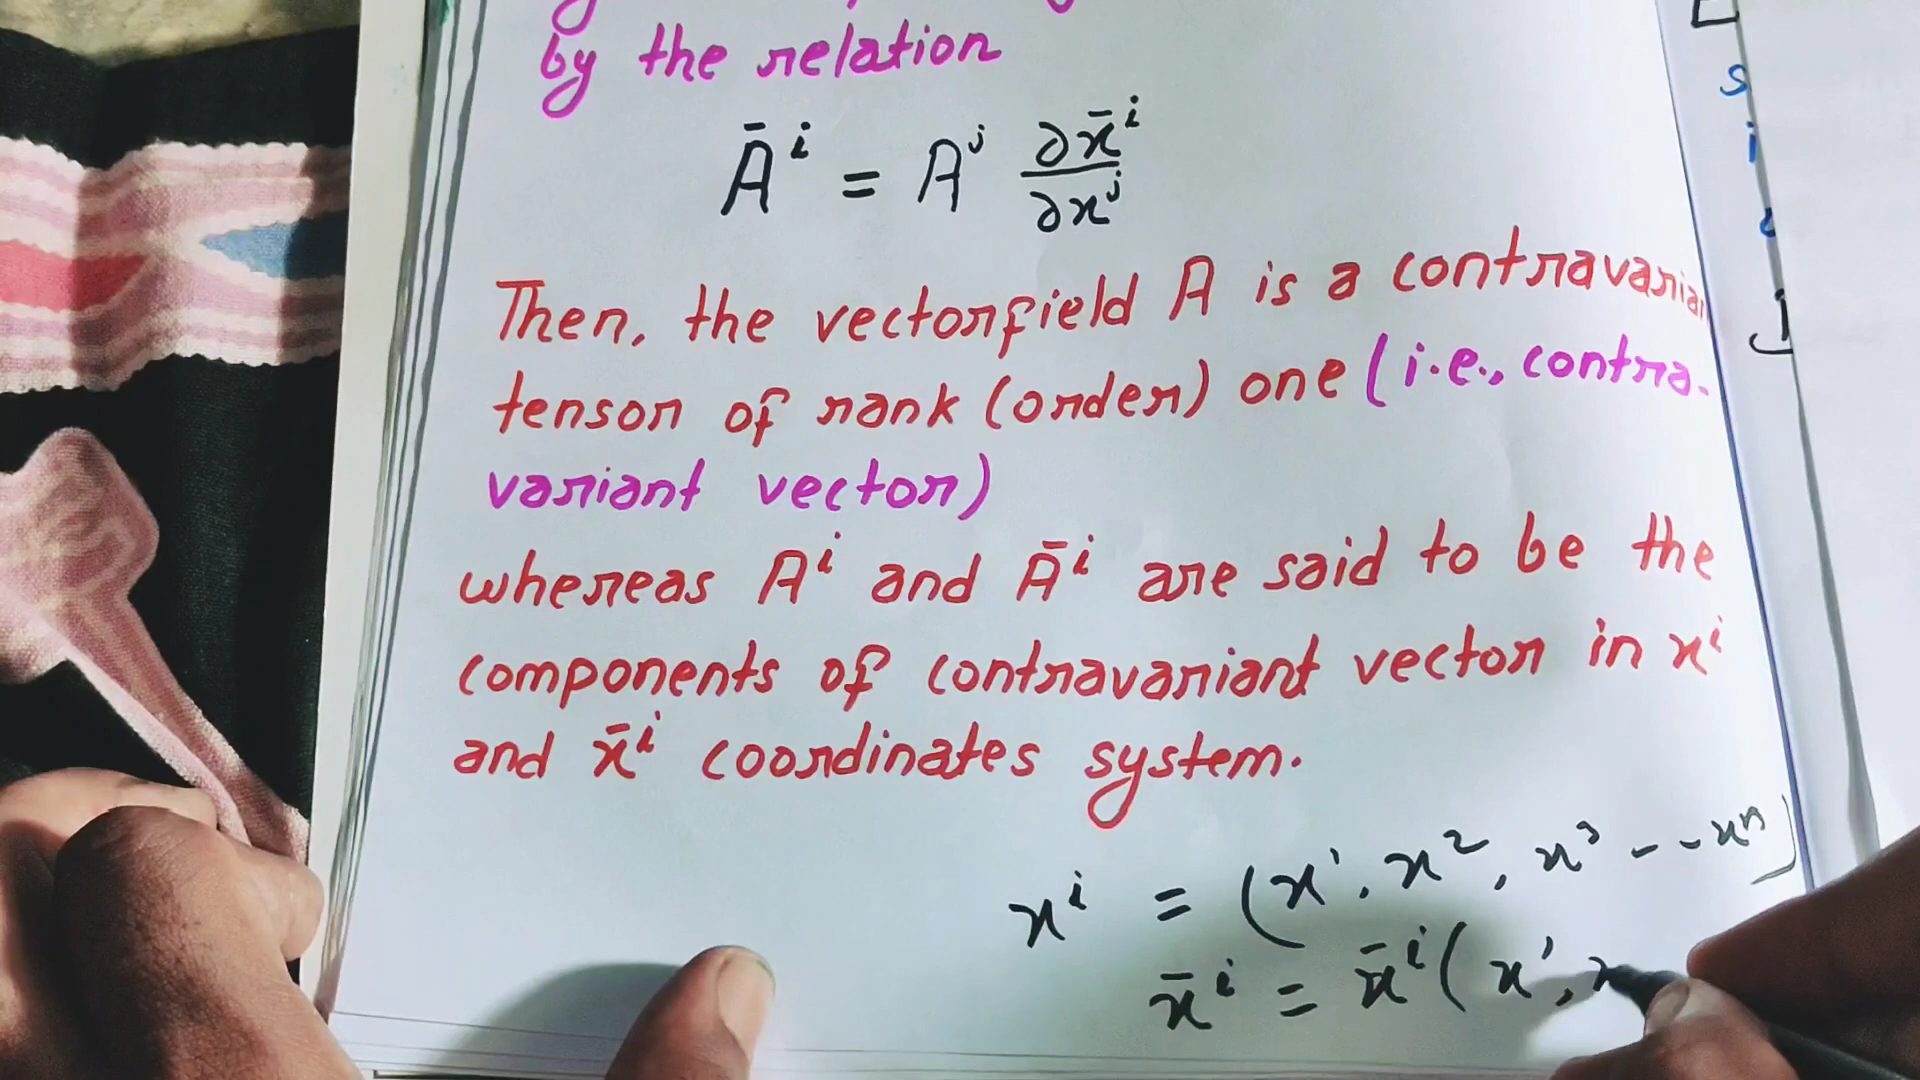 by the relation
Ā^i = A^j ∂x̄^i/∂x^j
Then, the vectorfield A is a
tensor of rank (order) one (i.e., contra-
variant vector)
whereas A^i and Ā^i are said to be the
components of contravariant vector in x^i
and x̄^i coordinates system.
x^i = (x^1, x^2, x^3 -- x^n)
x̄^i = x̄^i (x^1,